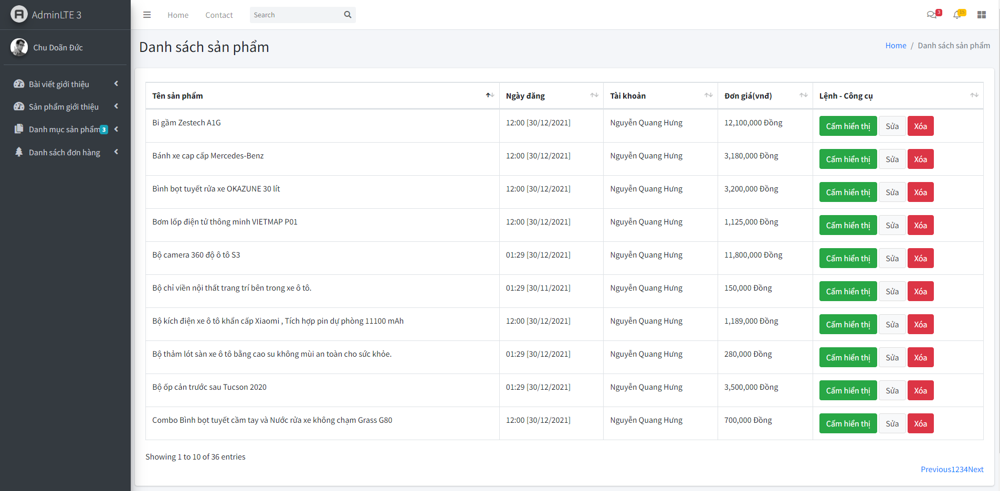 AdminLTE 3
Home Contact Search 3 15
Chu Doãn Đức
Danh sách sản phẩm
Home / Danh sách sản phẩm
Bài viết giới thiệu
Sản phẩm giới thiệu
Danh mục sản phẩm 3
Danh sách đơn hàng
Tên sản phẩm Ngày đăng Tài khoản Đơn giá(vnđ) Lệnh - Công cụ
Bi gầm Zestech A1G 12:00 [30/12/2021] Nguyễn Quang Hưng 12,100,000 Đồng Cấm hiển thị Sửa Xóa
Bánh xe cap cấp Mercedes-Benz 12:00 [30/12/2021] Nguyễn Quang Hưng 3,180,000 Đồng Cấm hiển thị Sửa Xóa
Bình bọt tuyết rửa xe OKAZUNE 30 lít 12:00 [30/12/2021] Nguyễn Quang Hưng 3,200,000 Đồng Cấm hiển thị Sửa Xóa
Bơm lốp điện tử thông minh VIETMAP P01 12:00 [30/12/2021] Nguyễn Quang Hưng 1,125,000 Đồng Cấm hiển thị Sửa Xóa
Bộ camera 360 độ ô tô S3 01:29 [30/12/2021] Nguyễn Quang Hưng 11,800,000 Đồng Cấm hiển thị Sửa Xóa
Bộ chỉ viền nội thất trang trí bên trong xe ô tô. 01:29 [30/11/2021] Nguyễn Quang Hưng 150,000 Đồng Cấm hiển thị Sửa Xóa
Bộ kích điện xe ô tô khẩn cấp Xiaomi , Tích hợp pin dự phòng 11100 mAh 12:00 [30/12/2021] Nguyễn Quang Hưng 1,189,000 Đồng Cấm hiển thị Sửa Xóa
Bộ thảm lót sàn xe ô tô bằng cao su không mùi an toàn cho sức khỏe. 01:29 [30/12/2021] Nguyễn Quang Hưng 280,000 Đồng Cấm hiển thị Sửa Xóa
Bộ ốp cản trước sau Tucson 2020 01:29 [30/12/2021] Nguyễn Quang Hưng 3,500,000 Đồng Cấm hiển thị Sửa Xóa
Combo Bình bọt tuyết cầm tay và Nước rửa xe không chạm Grass G80 12:00 [30/12/2021] Nguyễn Quang Hưng 700,000 Đồng Cấm hiển thị Sửa Xóa
Showing 1 to 10 of 36 entries
Previous1234Next